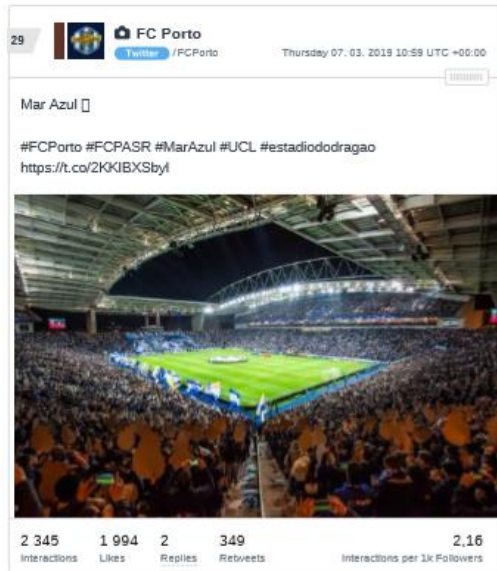 29
FC Porto
Twitter /FCPorto
Thursday 07. 03. 2019 10:59 UTC +00:00
Mar Azul
#FCPorto #FCPASR #MarAzul #UCL #estadiododragao
https://t.co/2KKIBXSbyl
2 345 1 994 2 349 2,16
Interactions Likes Replies Retweets Interactions per 1k Followers